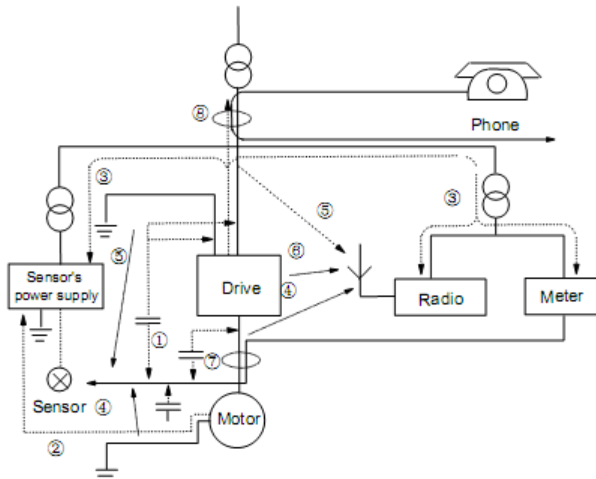 ⑧
Phone
③
⑤
③
⑤
⑥
Sensor's
power supply
Drive
④
Radio
Meter
①
⑦
Sensor
④
Motor
②